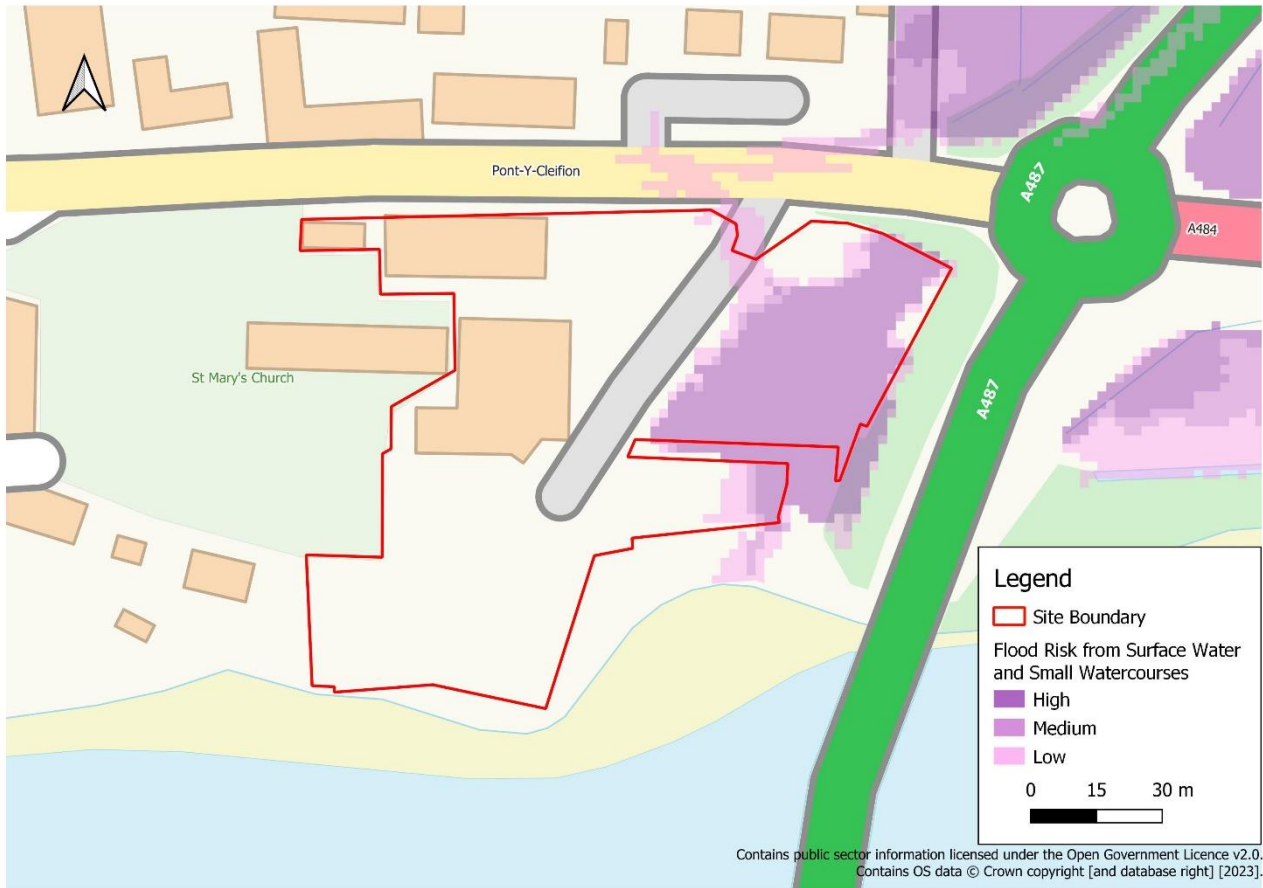 Pont-Y-Cleifion
A487
A484
St Mary's Church
A487
Legend
Site Boundary
Flood Risk from Surface Water
and Small Watercourses
High
Medium
Low
0 15 30 m
Contains public sector information licensed under the Open Government Licence v2.0.
Contains OS data © Crown copyright [and database right] [2023].